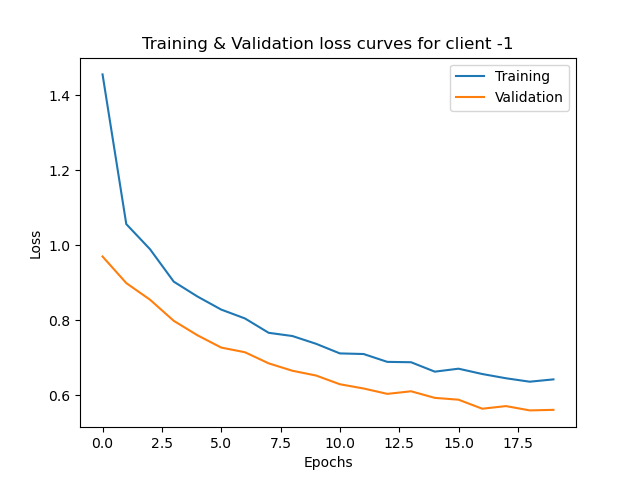 Training & Validation loss curves for client -1
Training
Validation
1.4
1.2
1.0
0.8
0.6
Loss
0.0 2.5 5.0 7.5 10.0 12.5 15.0 17.5
Epochs